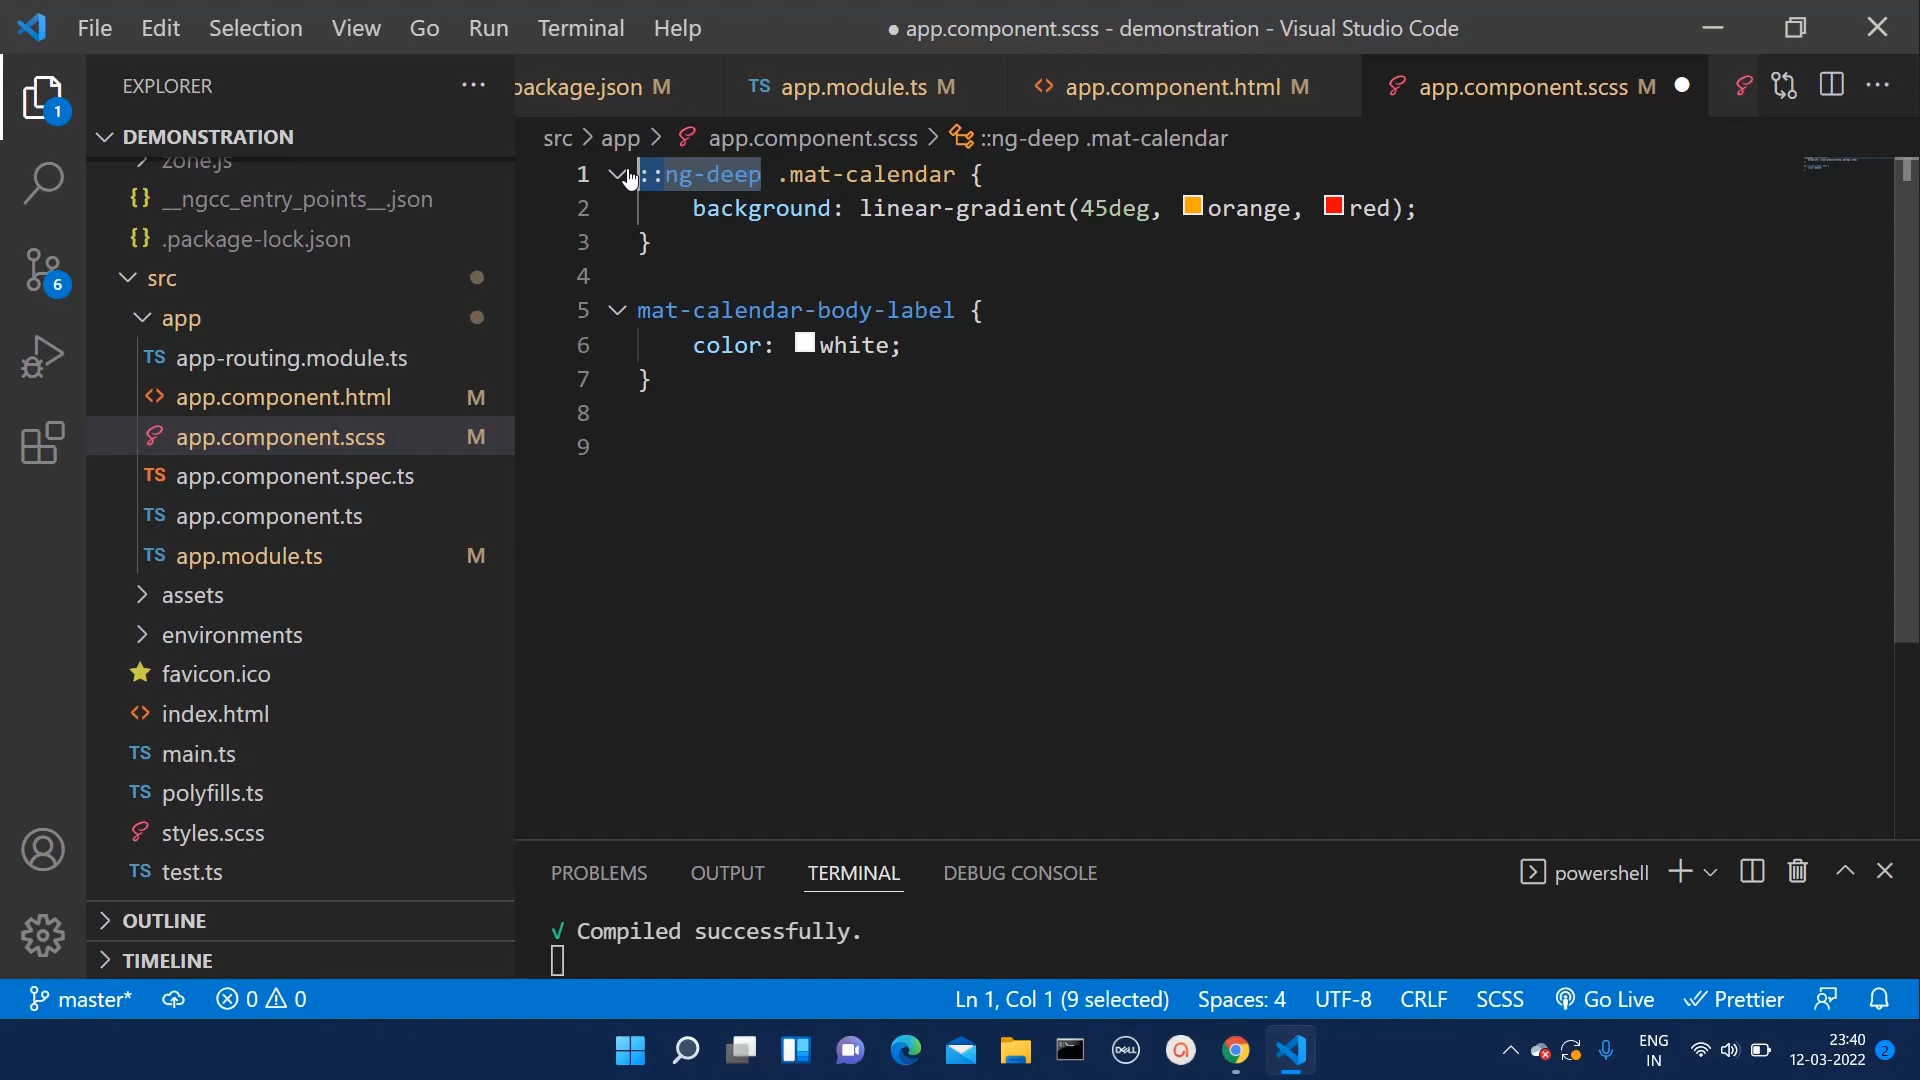 File Edit Selection View Go Run Terminal Help ● app.component.scss - demonstration - Visual Studio Code
EXPLORER ...
package.json M TS app.module.ts M <> app.component.html M app.component.scss M
DEMONSTRATION
src > app > app.component.scss > ::ng-deep .mat-calendar
1 ::ng-deep .mat-calendar {
2 background: linear-gradient(45deg, orange, red);
3 }
4
5 mat-calendar-body-label {
6 color: white;
7 }
8
9
zone.js
{} __ngcc_entry_points__.json
{} .package-lock.json
src
app
TS app-routing.module.ts
<> app.component.html M
app.component.scss M
TS app.component.spec.ts
TS app.component.ts
TS app.module.ts M
assets
environments
favicon.ico
<> index.html
TS main.ts
TS polyfills.ts
styles.scss
TS test.ts
OUTLINE
TIMELINE
1
6
PROBLEMS OUTPUT TERMINAL DEBUG CONSOLE powershell
√ Compiled successfully.
master* 0 0 Ln 1, Col 1 (9 selected) Spaces: 4 UTF-8 CRLF SCSS Go Live Prettier
DELL
ENG
IN
23:40
12-03-2022
2